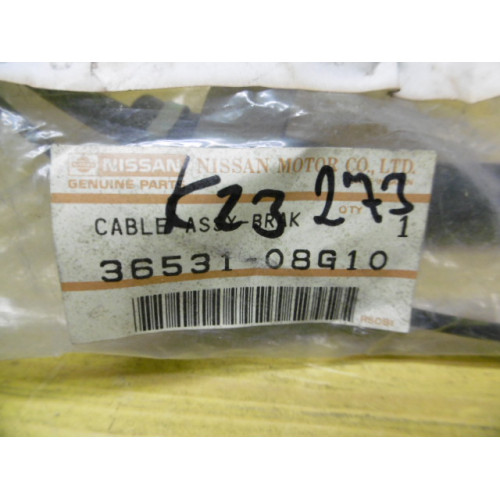 NISSAN NISSAN MOTOR CO., LTD.
GENUINE PARTS
K23 273
CABLE ASSY-BRAK QTY 1
36531-08G10